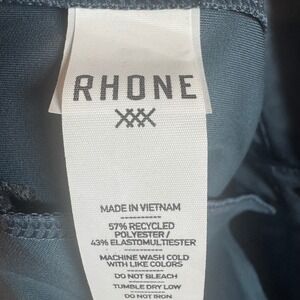 RHONE
MADE IN VIETNAM
57% RECYCLED
POLYESTER /
43% ELASTOMULTIESTER
MACHINE WASH COLD
WITH LIKE COLORS
DO NOT BLEACH
TUMBLE DRY LOW
DO NOT IRON